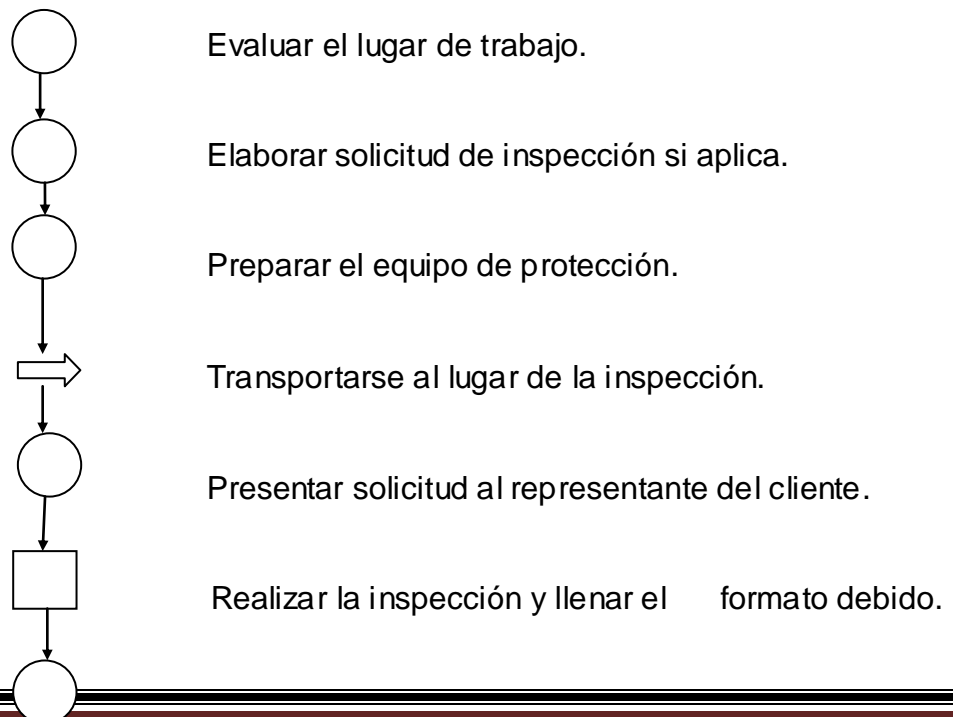 Evaluar el lugar de trabajo.
Elaborar solicitud de inspección si aplica.
Preparar el equipo de protección.
Transportarse al lugar de la inspección.
Presentar solicitud al representante del cliente.
Realizar la inspección y llenar el formato debido.